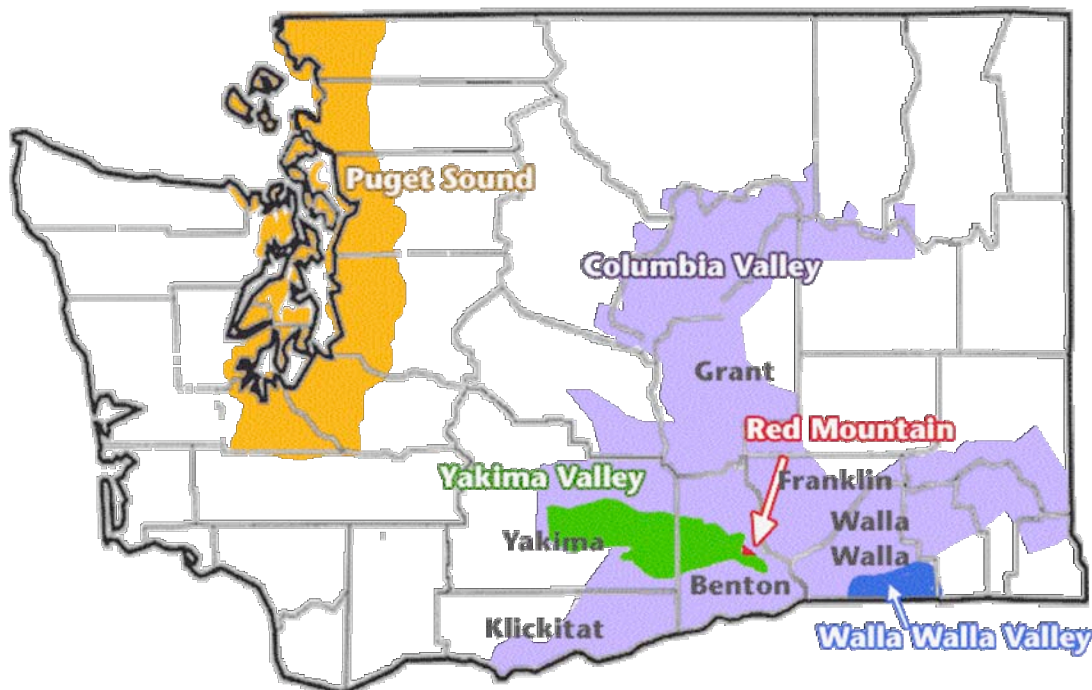 Puget Sound
Columbia Valley
Grant
Red Mountain
Yakima Valley
Franklin
Walla
Walla
Yakima
Benton
Klickitat
Walla Walla Valley